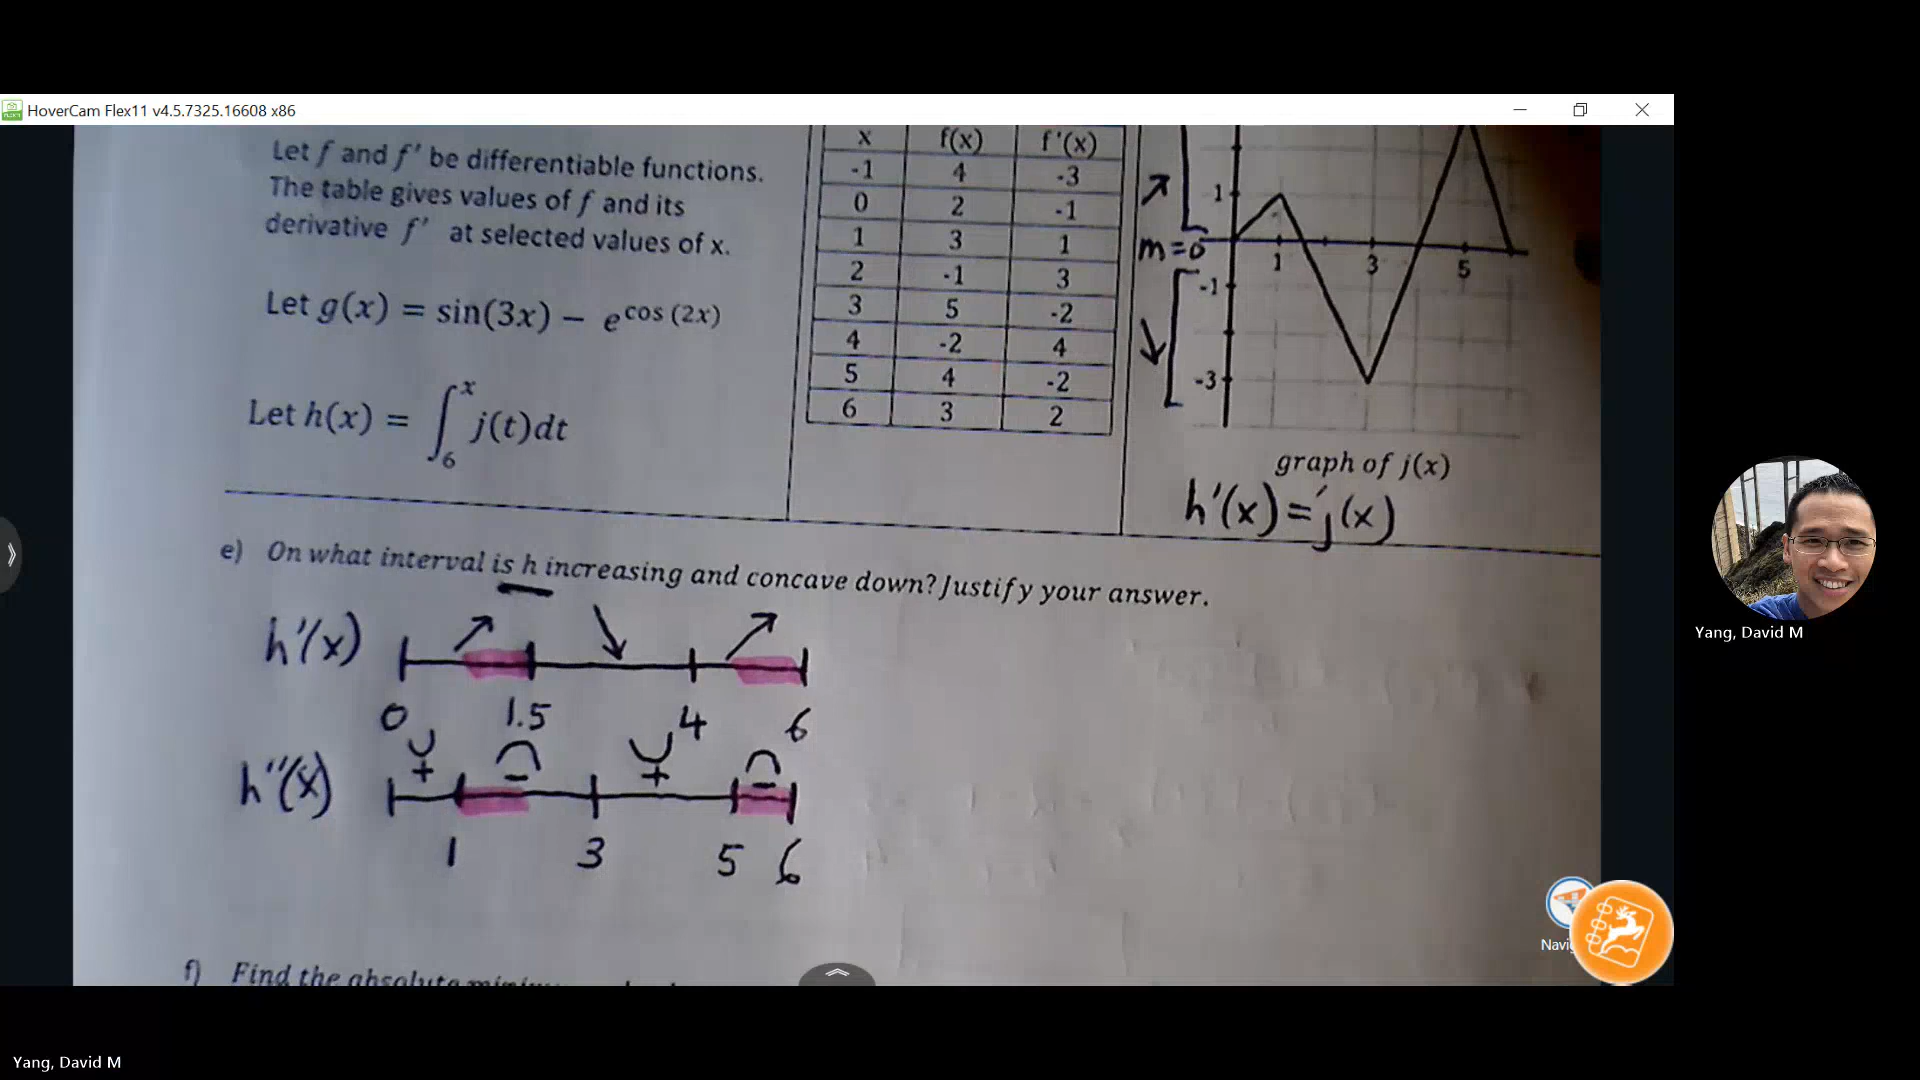 HoverCam Flex11 v4.5.7325.16608 x86
Let f and f' be differentiable functions.
The table gives values of f and its
derivative f' at selected values of x.
Let g(x) = sin(3x) − e^cos (2x)
Let h(x) = ∫_6^x j(t)dt
x f(x) f'(x)
-1 4 -3
0 2 -1
1 3 1
2 -1 3
3 5 -2
4 -2 4
5 4 -2
6 3 2
1
m=0
1 3 5
-1
-3
graph of j(x)
h'(x)=j(x)
e) On what interval is h increasing and concave down? Justify your answer.
h'(x)
0 1.5 4 6
+ − + −
h''(x)
1 3 5 6
f) Find the absolute
Yang, David M
Yang, David M